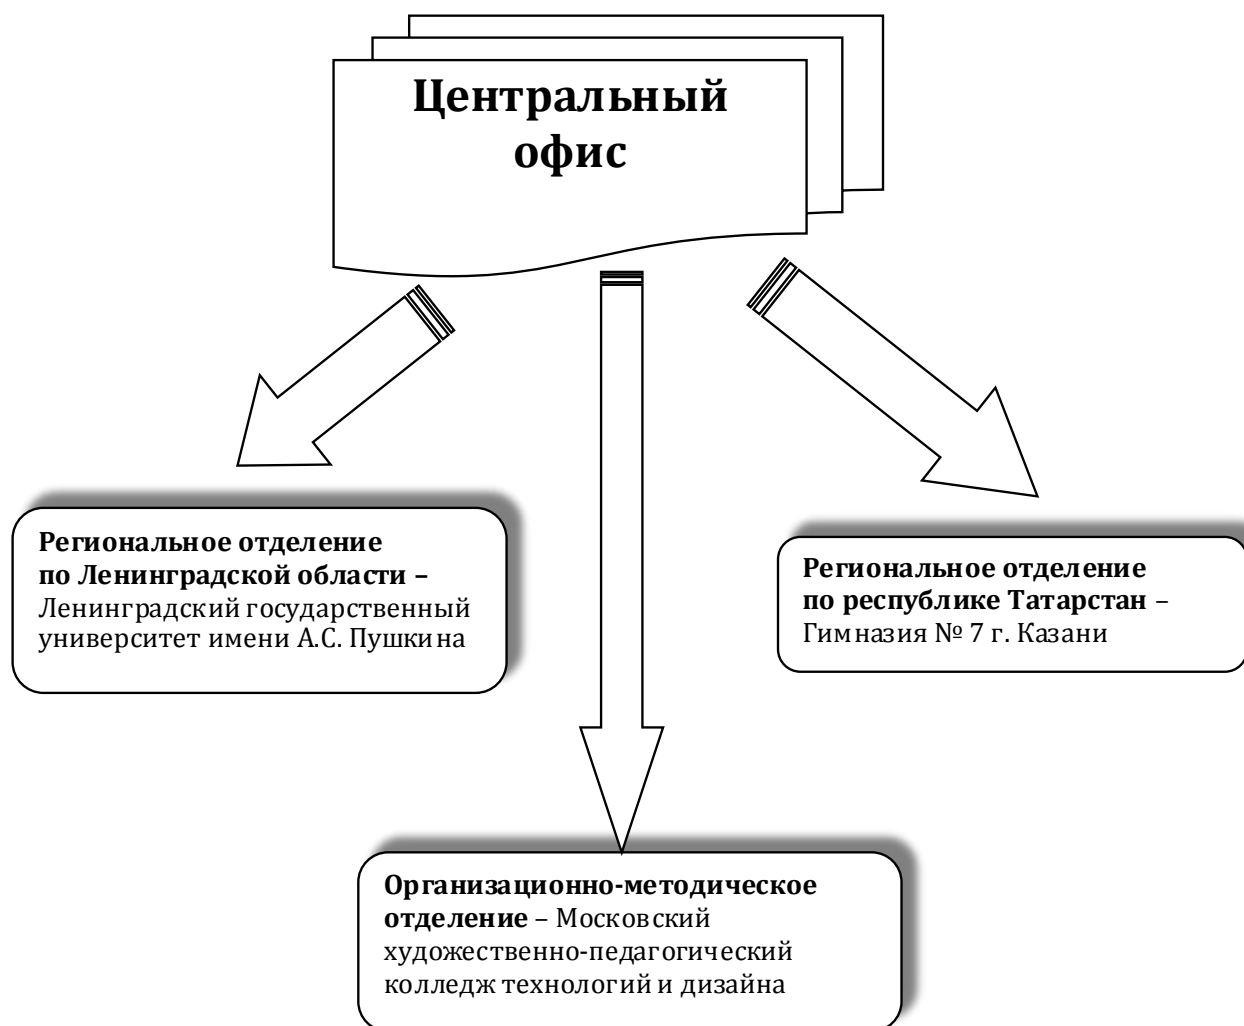 Центральный
офис
Региональное отделение
по Ленинградской области –
Ленинградский государственный
университет имени А.С. Пушкина
Региональное отделение
по республике Татарстан –
Гимназия № 7 г. Казани
Организационно-методическое
отделение – Московский
художественно-педагогический
колледж технологий и дизайна